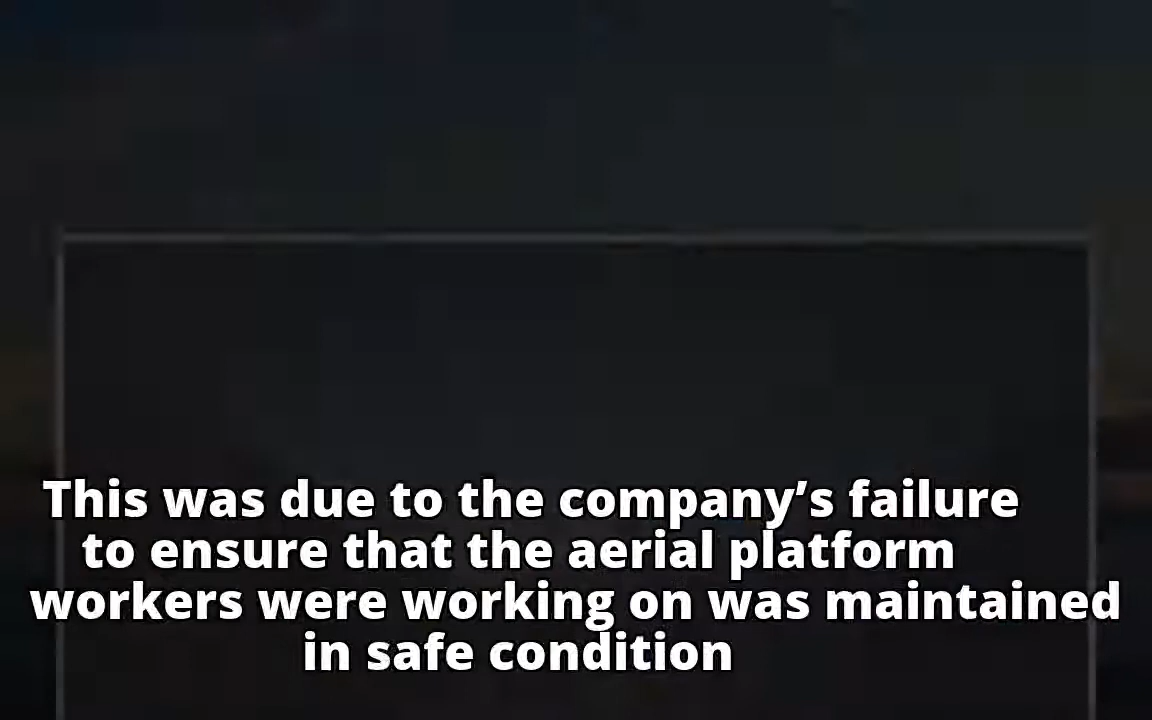 This was due to the company’s failure
to ensure that the aerial platform
workers were working on was maintained
in safe condition